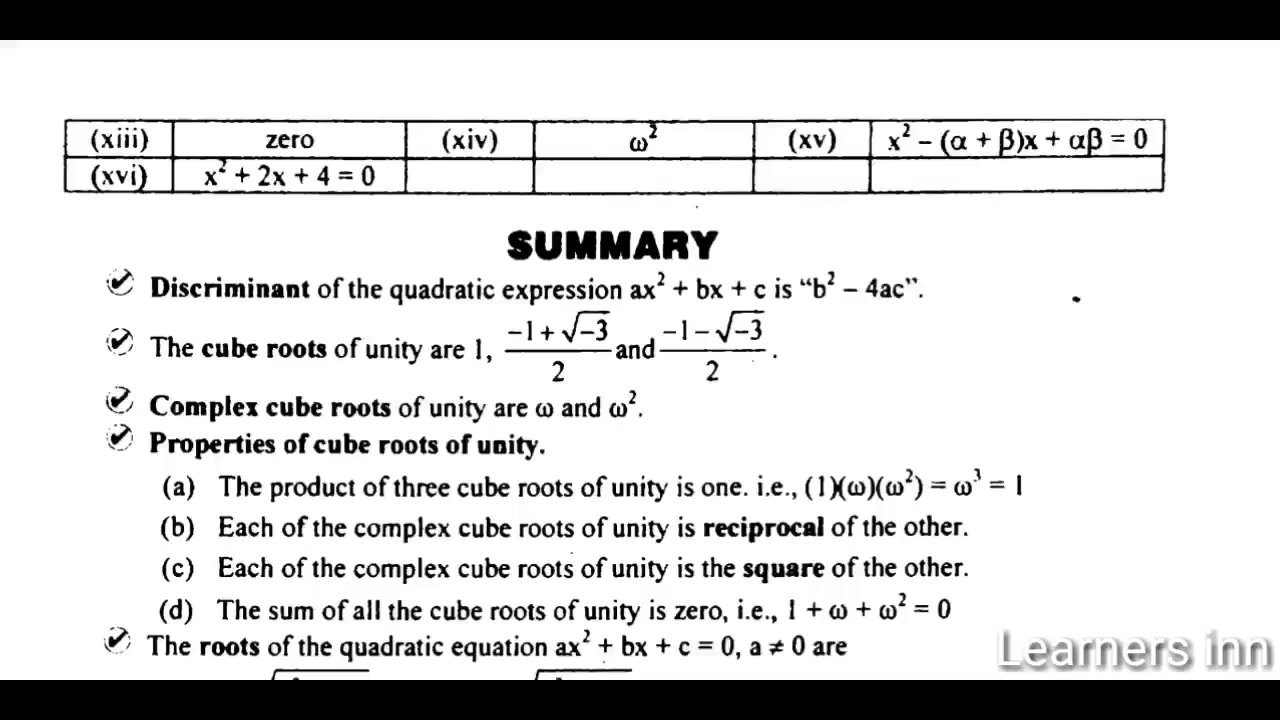 (xiii) zero (xiv) ω² (xv) x² – (α + β)x + αβ = 0
(xvi) x² + 2x + 4 = 0
SUMMARY
Discriminant of the quadratic expression ax² + bx + c is “b² – 4ac”.
The cube roots of unity are 1, (–1 + √–3)/2 and (–1 – √–3)/2 .
Complex cube roots of unity are ω and ω².
Properties of cube roots of unity.
(a) The product of three cube roots of unity is one. i.e., (1)(ω)(ω²) = ω³ = 1
(b) Each of the complex cube roots of unity is reciprocal of the other.
(c) Each of the complex cube roots of unity is the square of the other.
(d) The sum of all the cube roots of unity is zero, i.e., 1 + ω + ω² = 0
The roots of the quadratic equation ax² + bx + c = 0, a ≠ 0 are
Learners inn